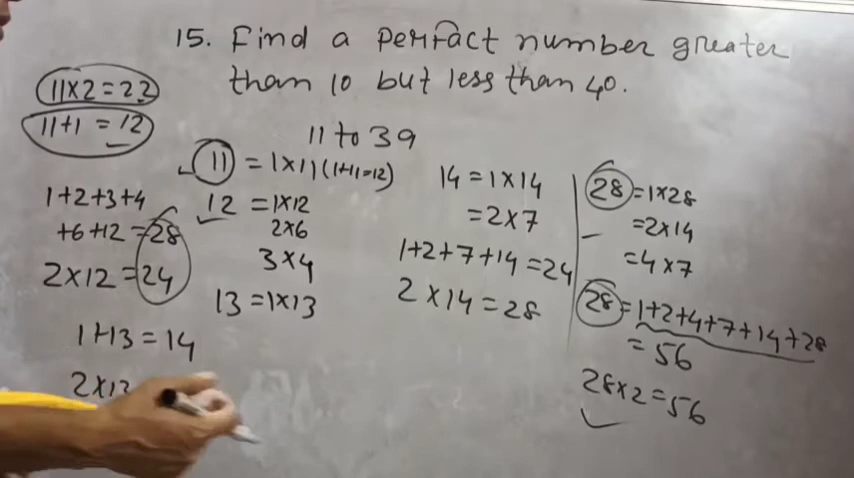 15. Find a perfact number greater
than 10 but less than 40.
11×2=22
11+1=12
11 to 39
11 = 1×11 (1+11=12)
12 = 1×12
2×6
3×4
13 = 1×13
1+2+3+4
+6+12=28
2×12=24
1+13=14
2×13
14 = 1×14
= 2×7
1+2+7+14=24
2×14=28
28 = 1×28
= 2×14
= 4×7
28 = 1+2+4+7+14+28
= 56
28×2=56